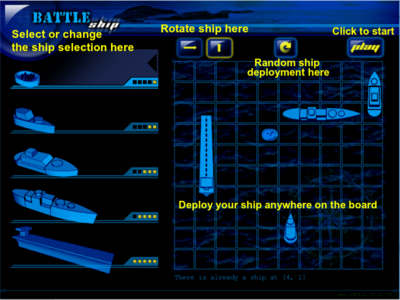 BATTLE
ship
Select or change
the ship selection here
Rotate ship here
Click to start
play
Random ship
deployment here
Deploy your ship anywhere on the board
There is already a ship at (4, 1)